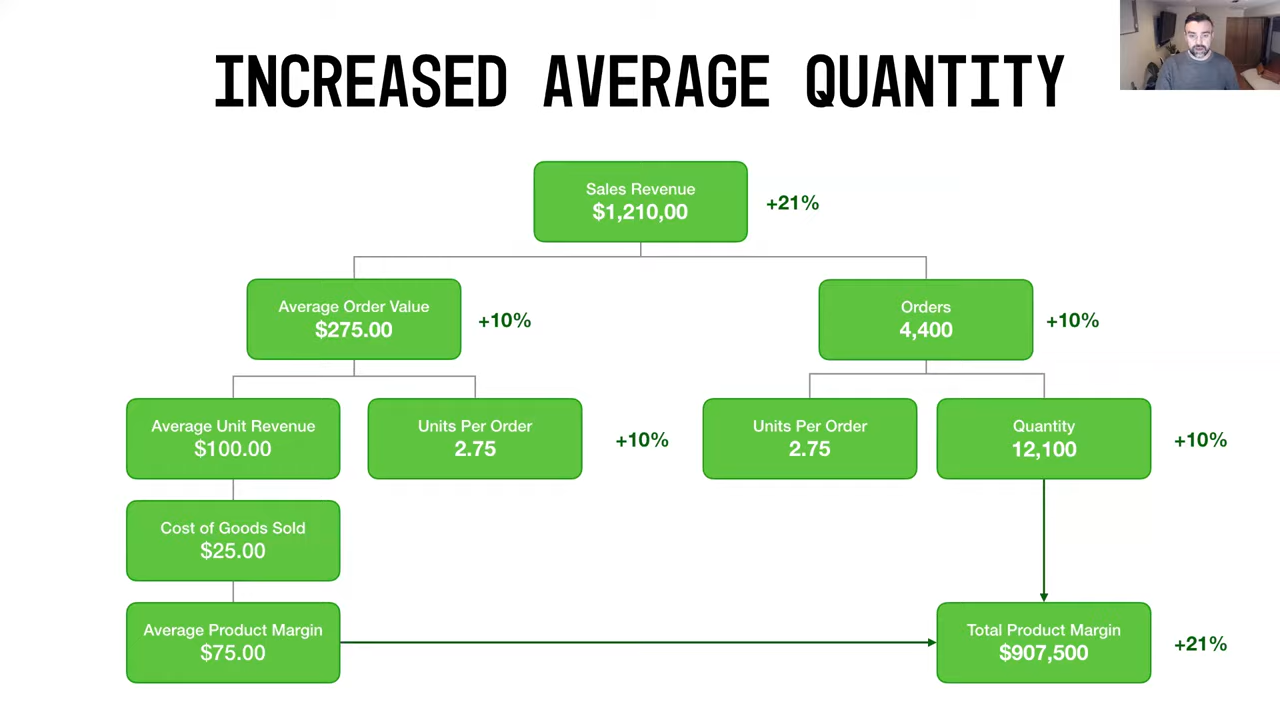 INCREASED AVERAGE QUANTITY
Sales Revenue
$1,210,00
+21%
Average Order Value
$275.00
+10%
Orders
4,400
+10%
Average Unit Revenue
$100.00
Units Per Order
2.75
+10%
Units Per Order
2.75
Quantity
12,100
+10%
Cost of Goods Sold
$25.00
Average Product Margin
$75.00
Total Product Margin
$907,500
+21%